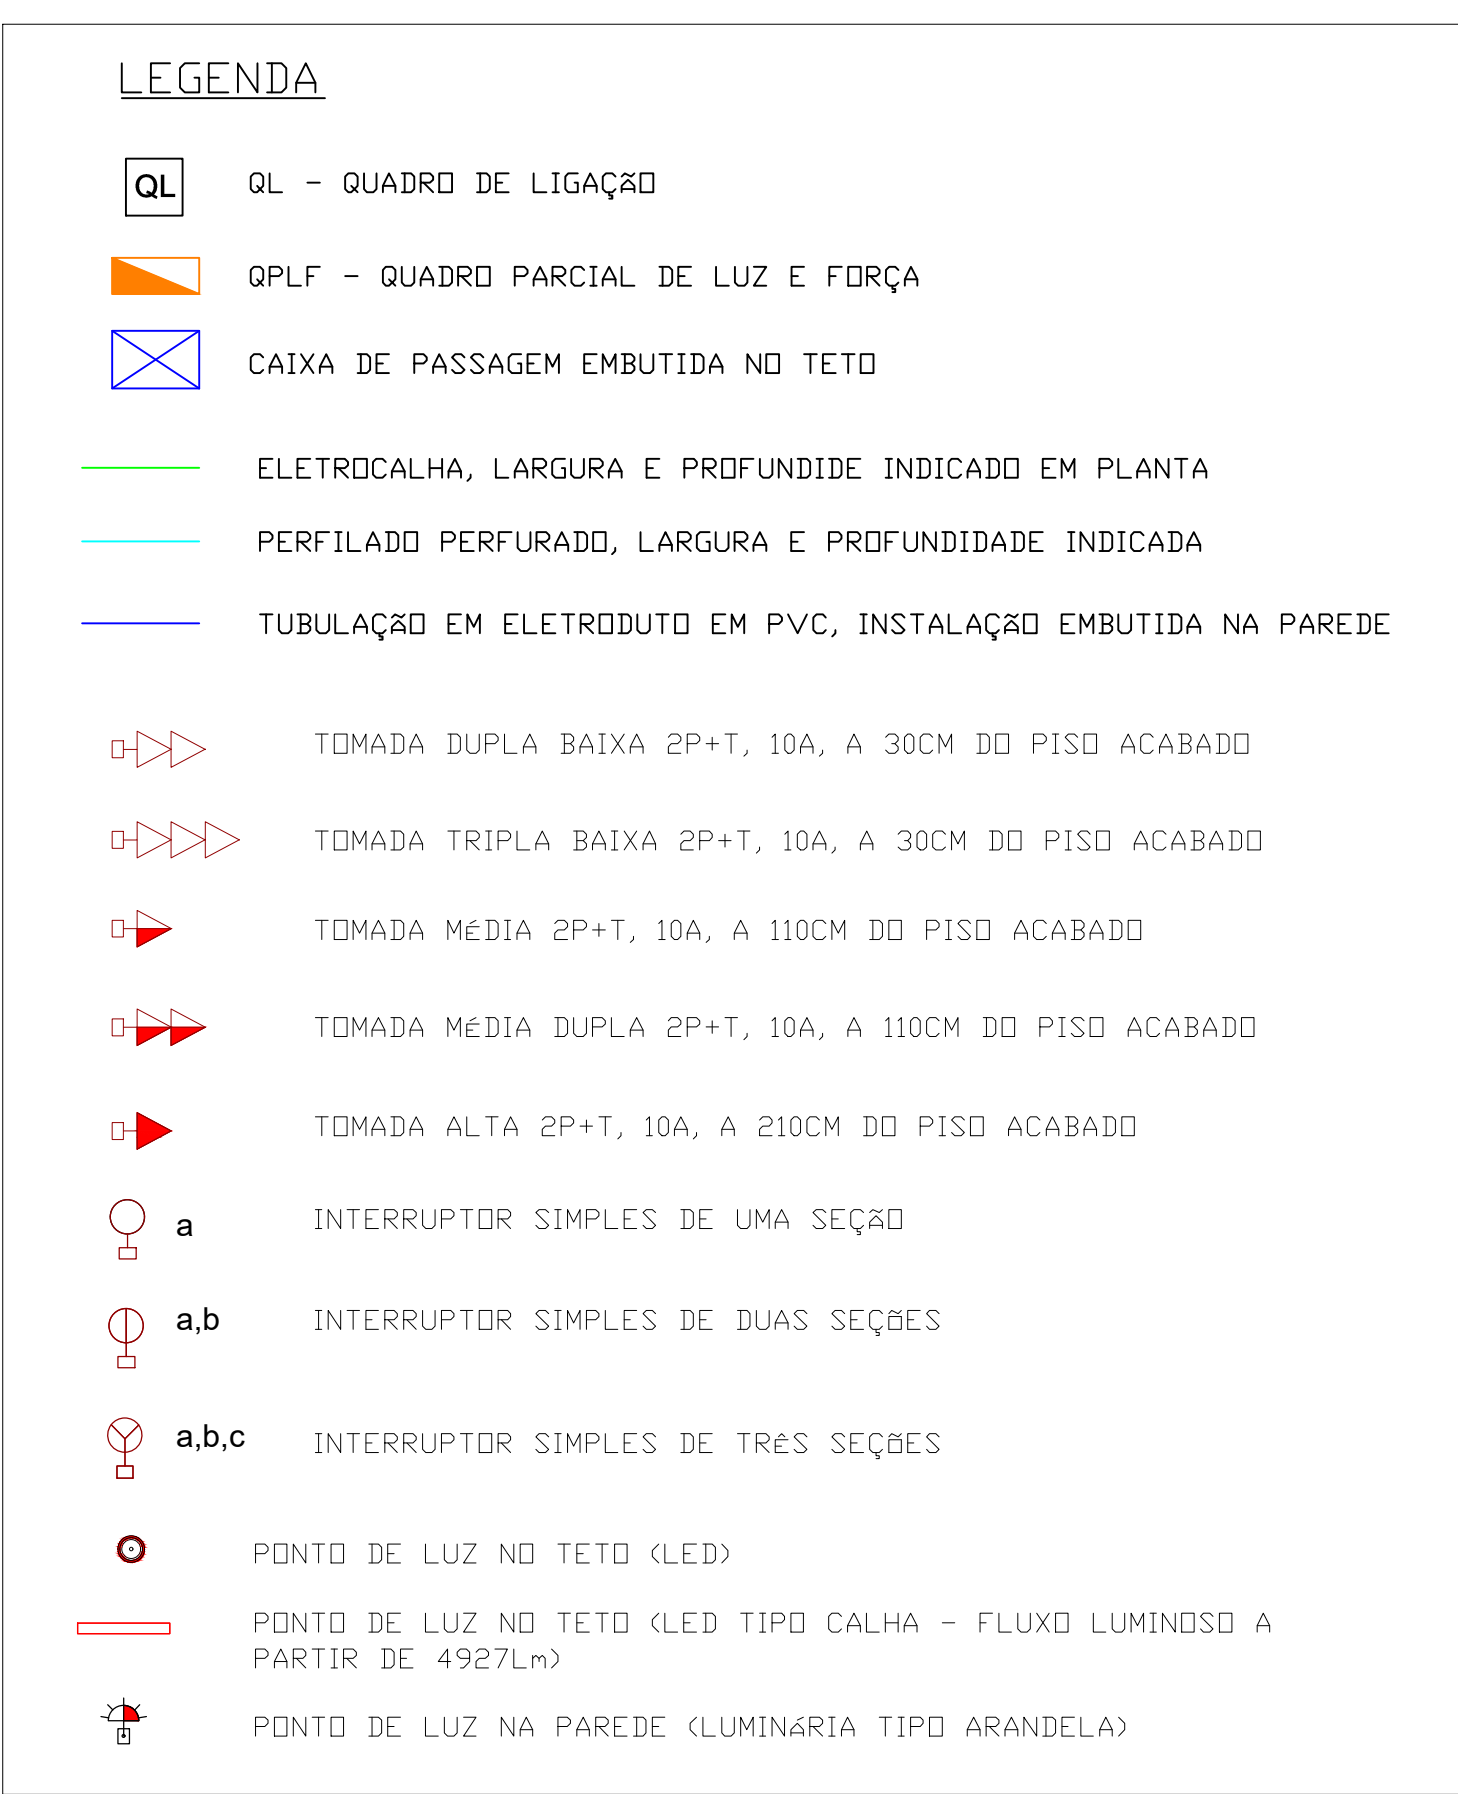 LEGENDA
QL QL - QUADRO DE LIGAÇÃO
QPLF - QUADRO PARCIAL DE LUZ E FORÇA
CAIXA DE PASSAGEM EMBUTIDA NO TETO
ELETROCALHA, LARGURA E PROFUNDIDE INDICADO EM PLANTA
PERFILADO PERFURADO, LARGURA E PROFUNDIDADE INDICADA
TUBULAÇÃO EM ELETRODUTO EM PVC, INSTALAÇÃO EMBUTIDA NA PAREDE
TOMADA DUPLA BAIXA 2P+T, 10A, A 30CM DO PISO ACABADO
TOMADA TRIPLA BAIXA 2P+T, 10A, A 30CM DO PISO ACABADO
TOMADA MÉDIA 2P+T, 10A, A 110CM DO PISO ACABADO
TOMADA MÉDIA DUPLA 2P+T, 10A, A 110CM DO PISO ACABADO
TOMADA ALTA 2P+T, 10A, A 210CM DO PISO ACABADO
a INTERRUPTOR SIMPLES DE UMA SEÇÃO
a,b INTERRUPTOR SIMPLES DE DUAS SEÇÕES
a,b,c INTERRUPTOR SIMPLES DE TRÊS SEÇÕES
PONTO DE LUZ NO TETO (LED)
PONTO DE LUZ NO TETO (LED TIPO CALHA - FLUXO LUMINOSO A
PARTIR DE 4927Lm)
PONTO DE LUZ NA PAREDE (LUMINÁRIA TIPO ARANDELA)